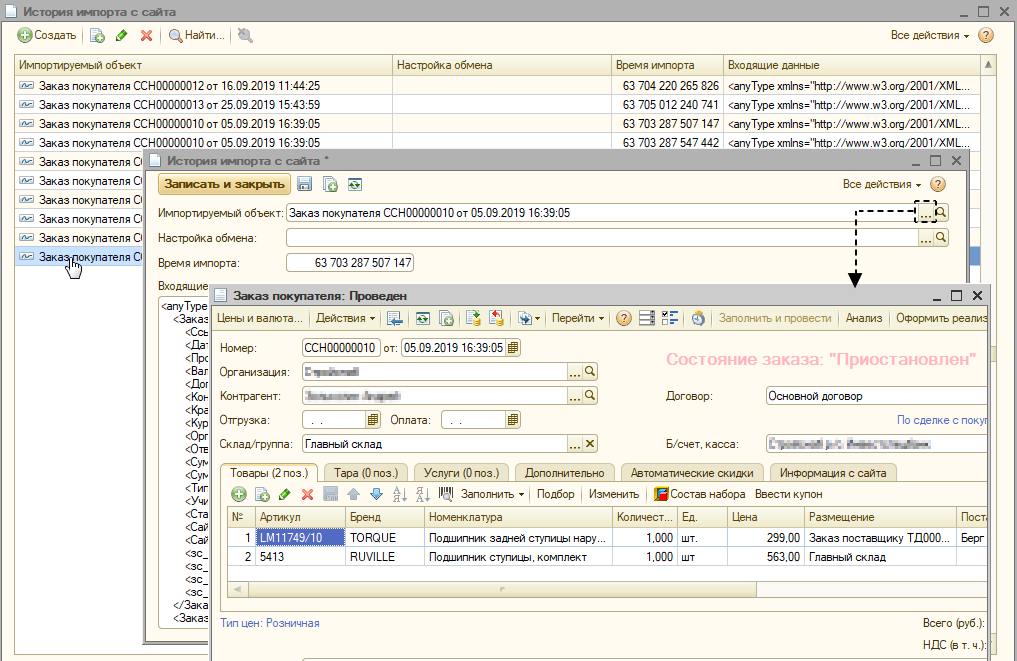 История импорта с сайта
Создать Найти... Все действия
Импортируемый объект Настройка обмена Время импорта Входящие данные
Заказ покупателя ССН00000012 от 16.09.2019 11:44:25 63 704 220 265 826 <anyType xmlns="http://www.w3.org/2001/XML...
Заказ покупателя ССН00000013 от 25.09.2019 15:43:59 63 705 012 240 741 <anyType xmlns="http://www.w3.org/2001/XML...
Заказ покупателя ССН00000010 от 05.09.2019 16:39:05 63 703 287 507 147 <anyType xmlns="http://www.w3.org/2001/XML...
Заказ покупателя ССН00000010 от 05.09.2019 16:39:05 63 703 287 547 442 <anyType xmlns="http://www.w3.org/2001/XML...
Заказ покупателя СС
Заказ покупателя СС
Заказ покупателя СС
Заказ покупателя СС
Заказ покупателя СС
Заказ покупателя СС
История импорта с сайта *
Записать и закрыть Все действия
Импортируемый объект: Заказ покупателя ССН00000010 от 05.09.2019 16:39:05 ...
Настройка обмена: ...
Время импорта: 63 703 287 507 147
Входящие
<anyType
<Заказ
<Ссы
<Дат
<Про
<Вал
<Дог
<Кон
<Кра
<Кур
<Орг
<Отв
<Сум
<Сум
<Тип
<Учи
<Ста
<Сай
<Сай
<зс_
<зс_
<зс_
<зс_
</Зака
<Заказ
Заказ покупателя: Проведен
Цены и валюта... Действия Перейти Заполнить и провести Анализ Оформить реализ
Номер: ССН00000010 от: 05.09.2019 16:39:05
Состояние заказа: "Приостановлен"
Организация: ...
Контрагент: ... Договор: Основной договор
Отгрузка: . . Оплата: . . По сделке с покуп
Склад/группа: Главный склад ... Б/счет, касса:
Товары (2 поз.) Тара (0 поз.) Услуги (0 поз.) Дополнительно Автоматические скидки Информация с сайта
Заполнить Подбор Изменить Состав набора Ввести купон
№ Артикул Бренд Номенклатура Количест... Ед. Цена Размещение Поста
1 LM11749/10 TORQUE Подшипник задней ступицы нару... 1,000 шт. 299,00 Заказ поставщику ТД000... Берг
2 5413 RUVILLE Подшипник ступицы, комплект 1,000 шт 563,00 Главный склад
Тип цен: Розничная Всего (руб.):
НДС (в т. ч.):